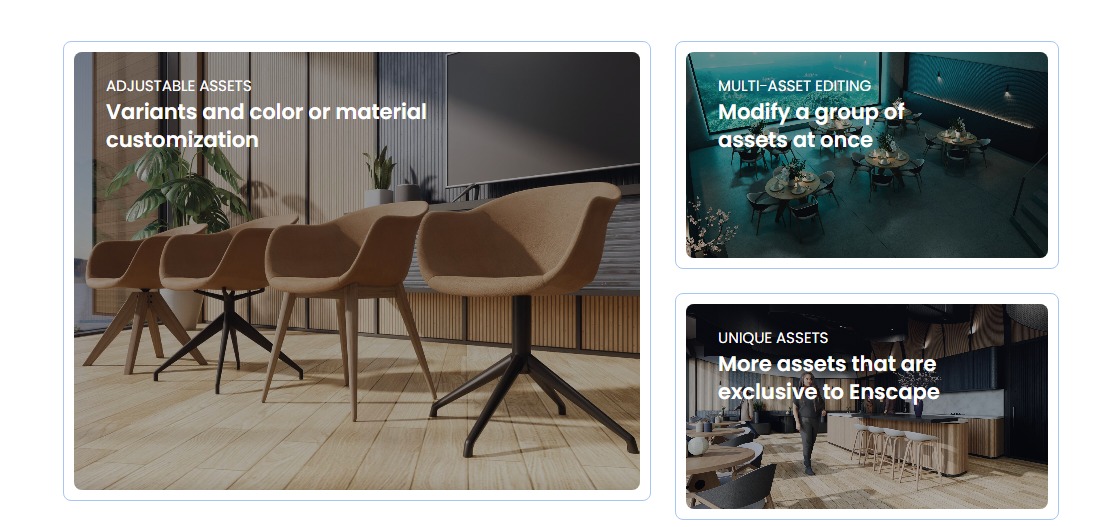 ADJUSTABLE ASSETS
Variants and color or material
customization
MULTI-ASSET EDITING
Modify a group of
assets at once
UNIQUE ASSETS
More assets that are
exclusive to Enscape